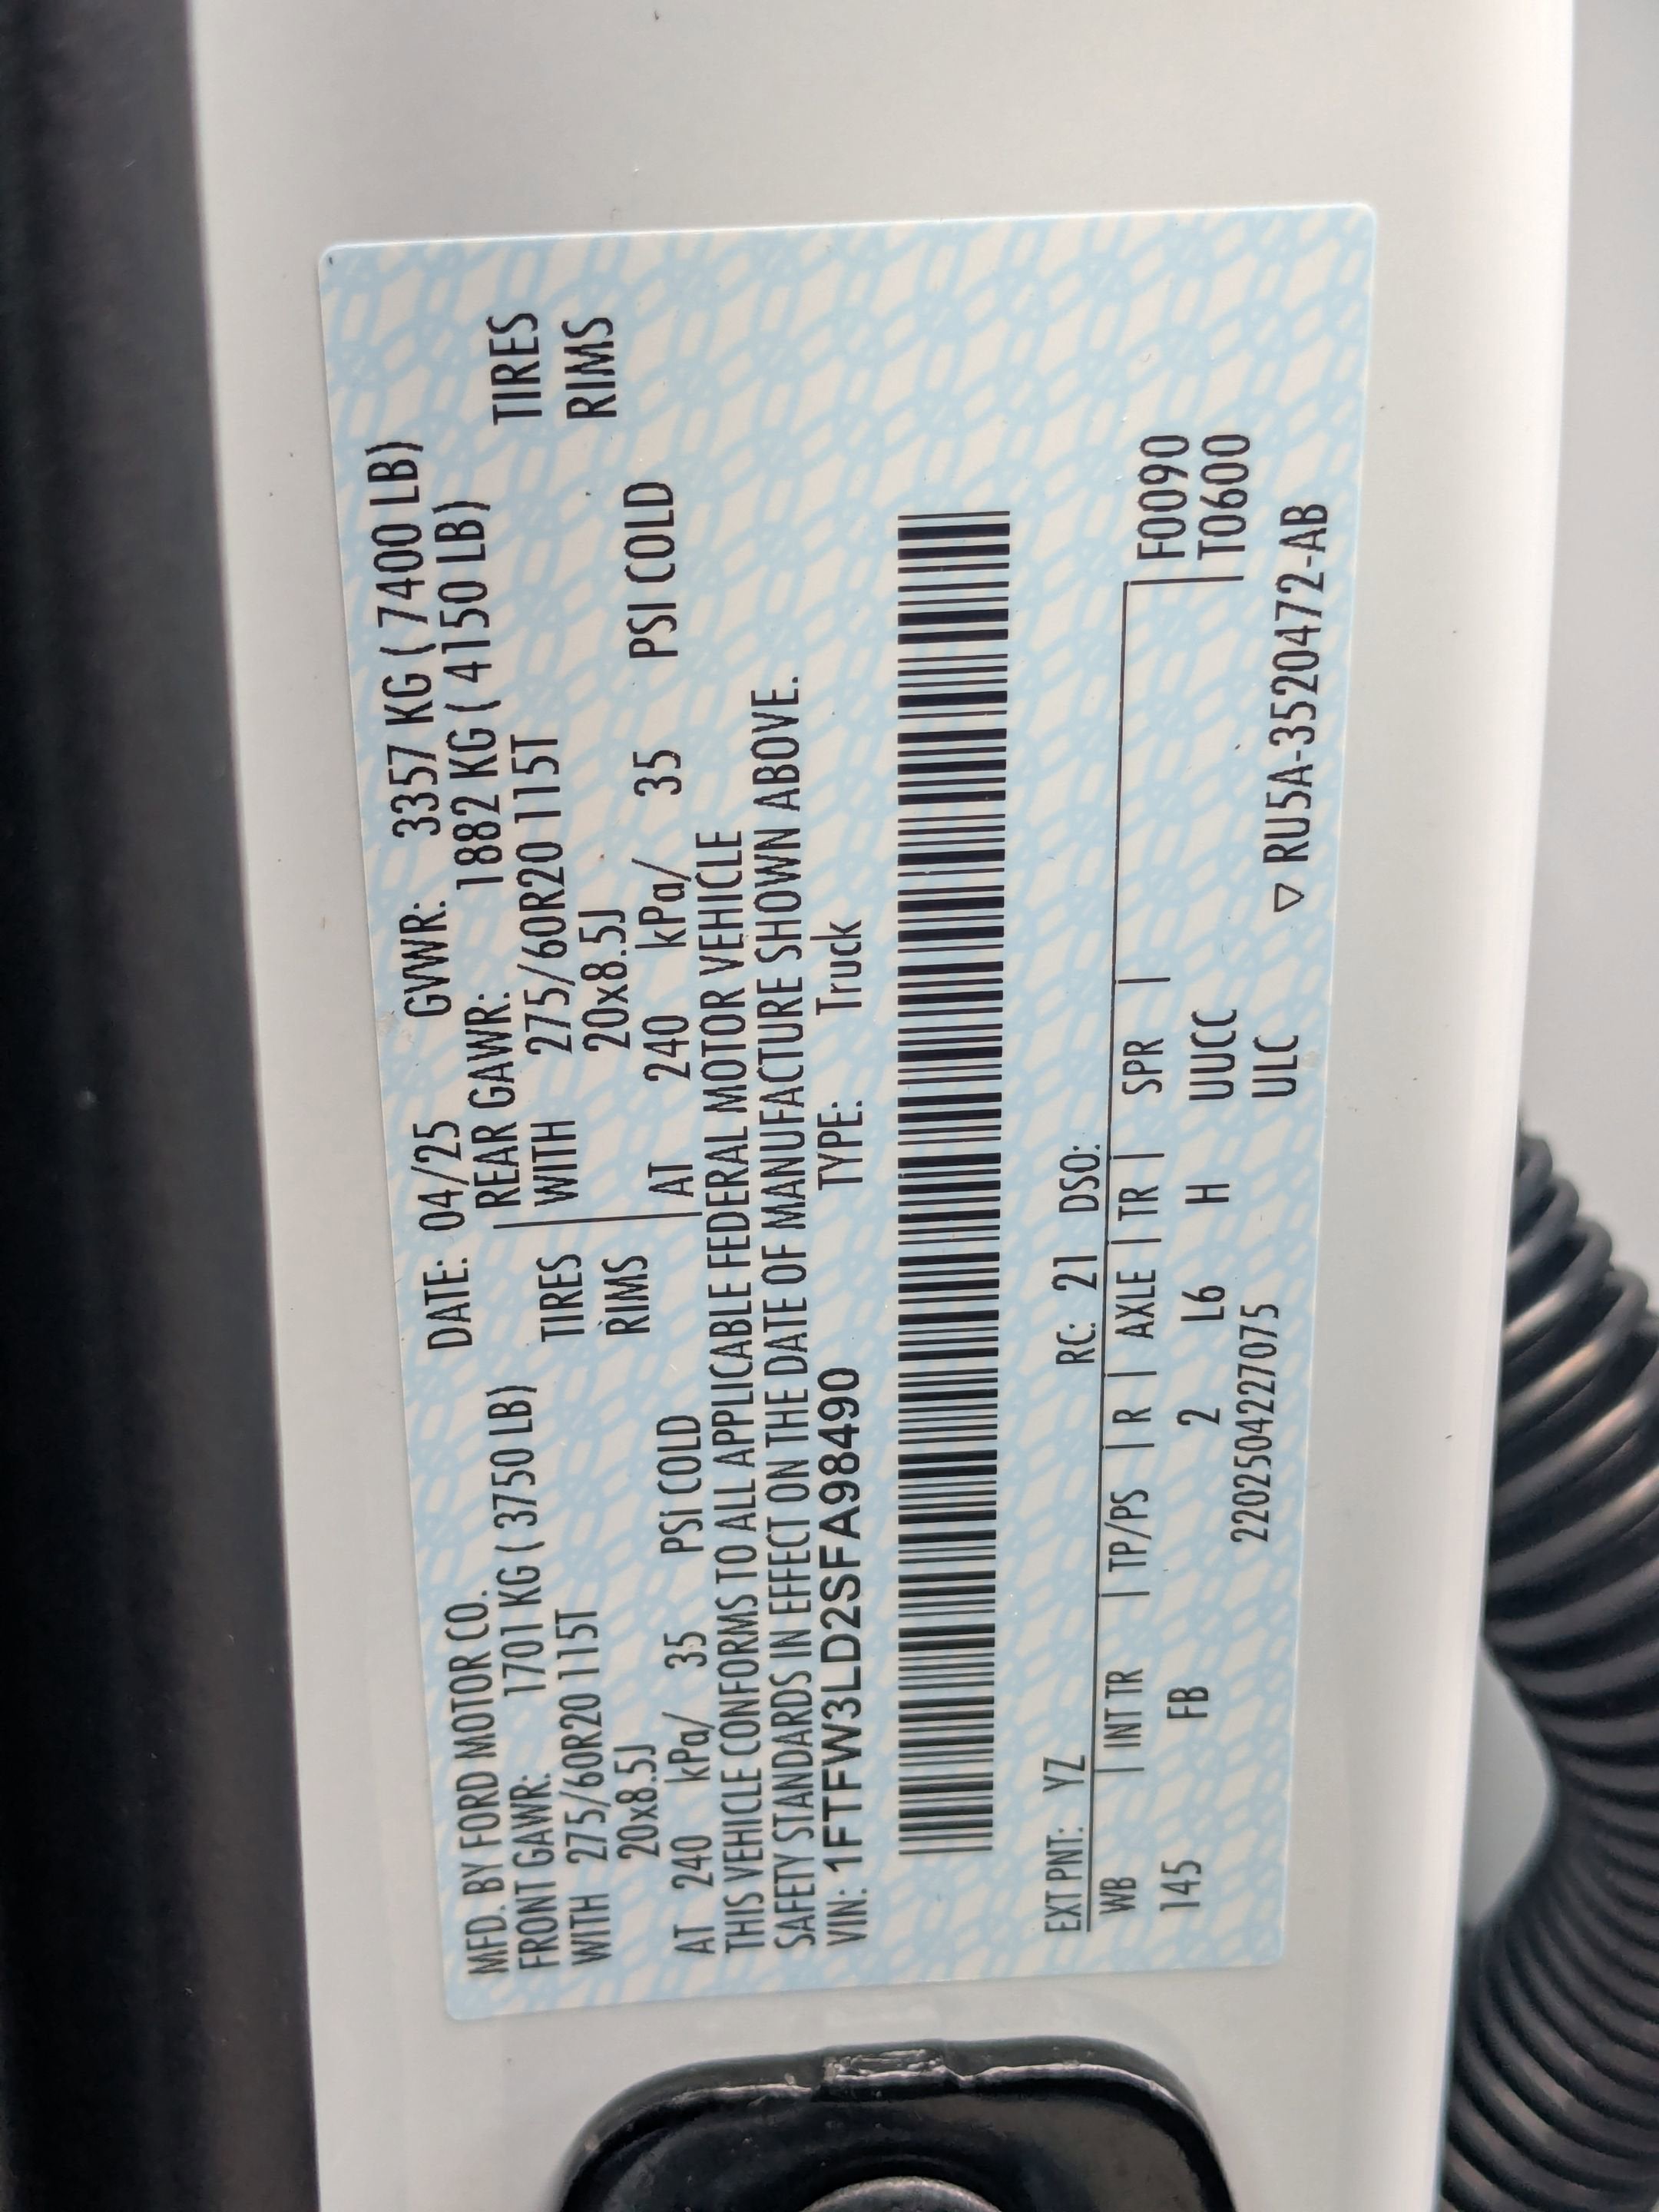 MFD. BY FORD MOTOR CO. DATE: 04/25 GVWR: 3357 KG ( 7400 LB)
FRONT GAWR: 1701 KG ( 3750 LB) REAR GAWR: 1882 KG ( 4150 LB)
WITH 275/60R20 115T TIRES WITH 275/60R20 115T TIRES
20x8.5J RIMS 20x8.5J RIMS
AT 240 kPa/ 35 PSI COLD AT 240 kPa/ 35 PSI COLD
THIS VEHICLE CONFORMS TO ALL APPLICABLE FEDERAL MOTOR VEHICLE
SAFETY STANDARDS IN EFFECT ON THE DATE OF MANUFACTURE SHOWN ABOVE.
VIN: 1FTFW3LD2SFA98490 TYPE: Truck
EXT PNT: YZ RC: 21 DSO:
WB | INT TR | TP/PS | R | AXLE | TR | SPR | F0090
145 FB 2 L6 H UUCC T0600
2202504227075 ULC ▽ RU5A-3520472-AB